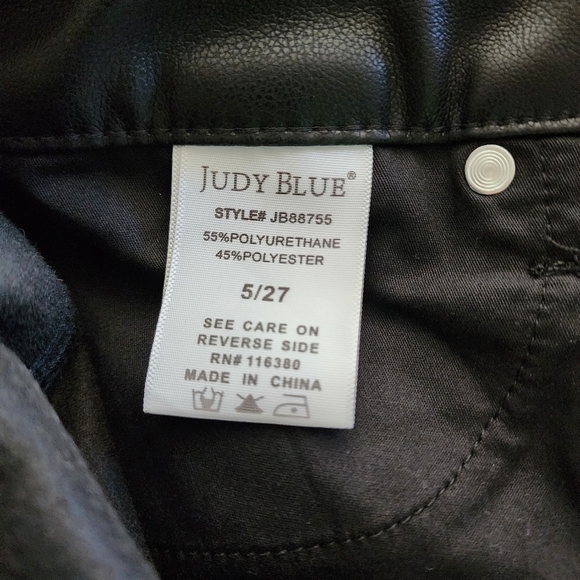 JUDY BLUE®
STYLE# JB88755
55%POLYURETHANE
45%POLYESTER
5/27
SEE CARE ON
REVERSE SIDE
RN# 116380
MADE IN CHINA